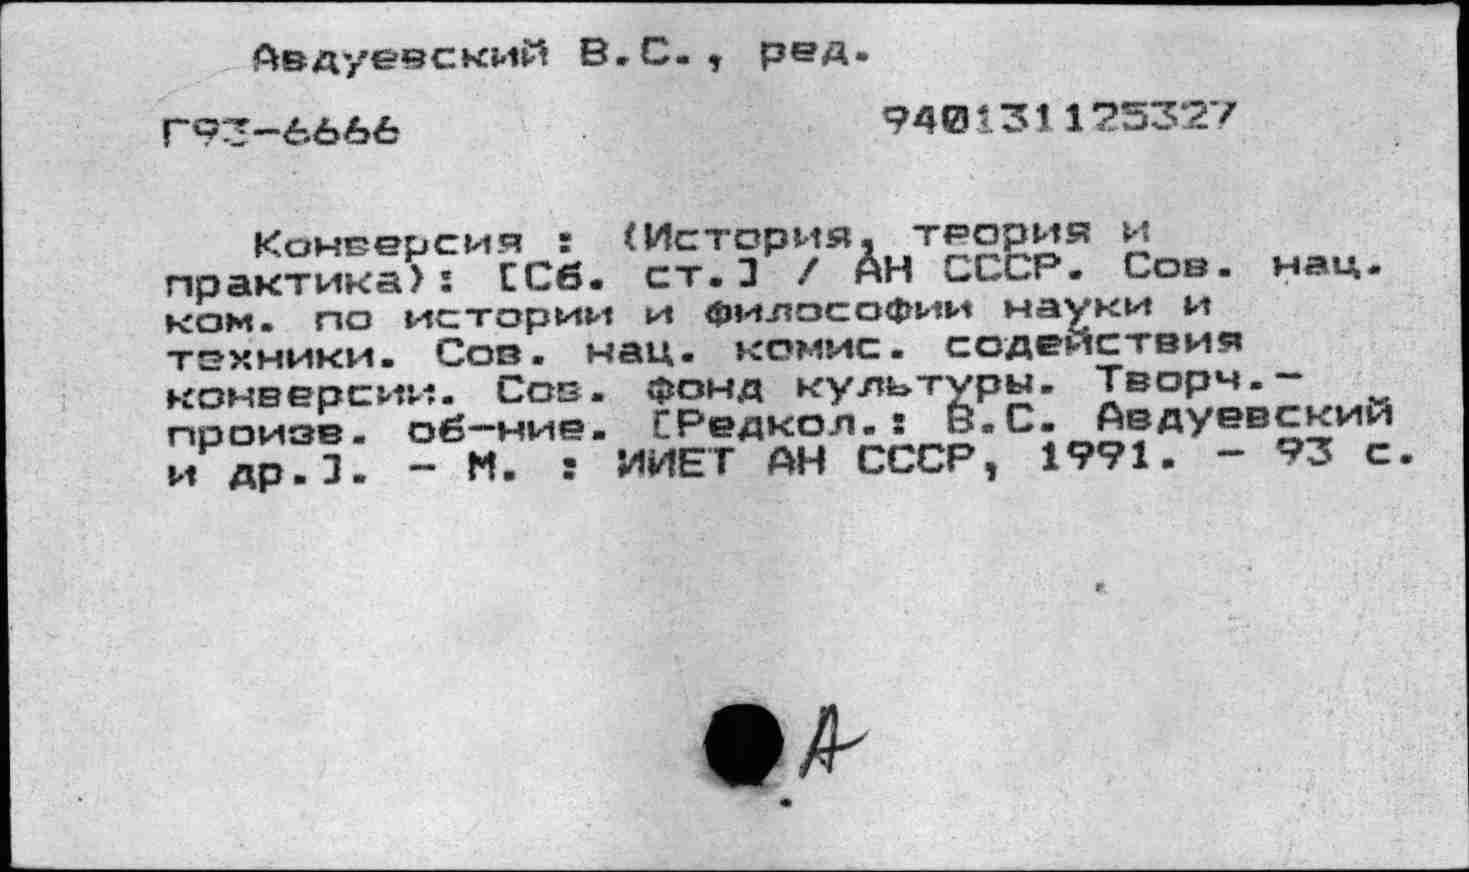 Авдуевский В.С., ред.
Г93-6666
940131125327
Конверсия : (История, теория и
практика): [Сб. ст.] / АН СССР. Сов. нац.
ком. по истории и философии науки и
техники. Сов. нац. комис. содействия
конверсии. Сов. фонд культуры. Творч.-
произв. об-ние. [Редкол.: В.С. Авдуевский
и др.]. - М. : ИИЕТ АН СССР, 1991. - 93 с.
А